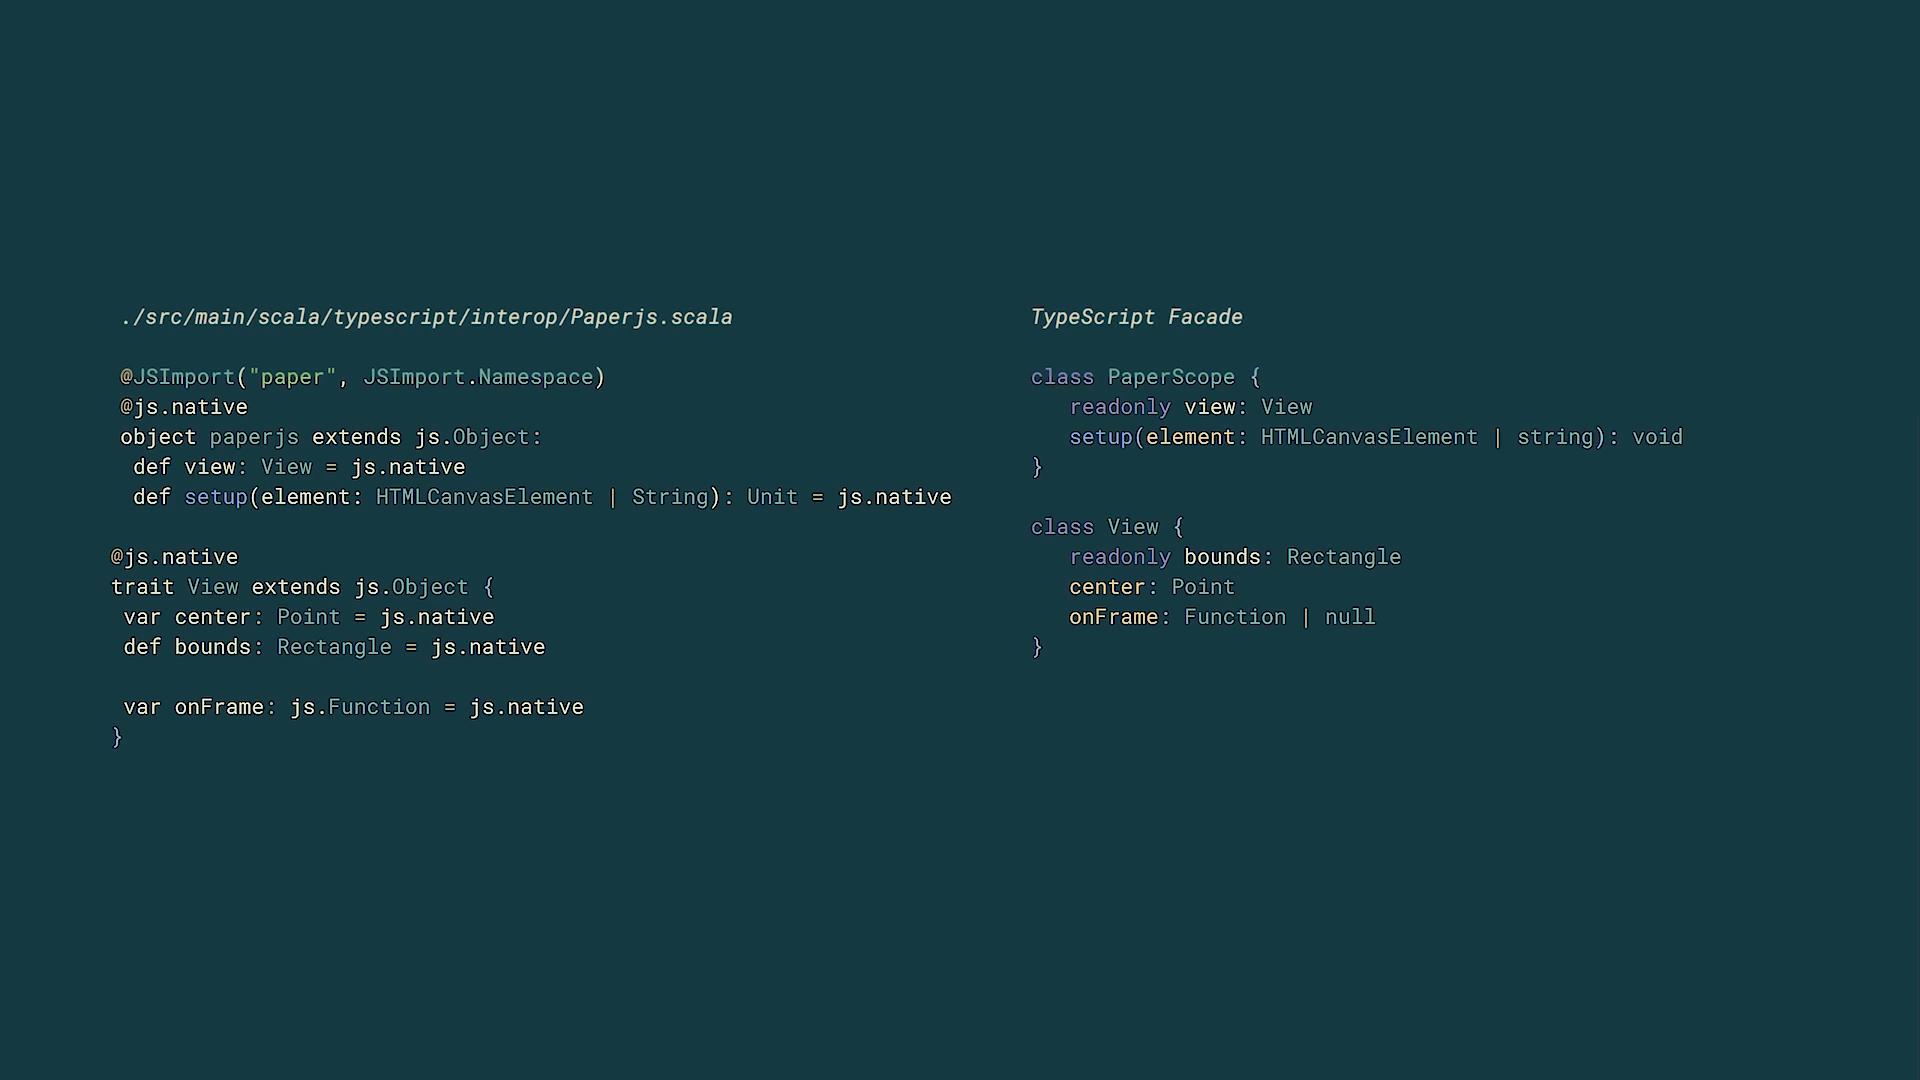 ./src/main/scala/typescript/interop/Paperjs.scala
@JSImport("paper", JSImport.Namespace)
@js.native
object paperjs extends js.Object:
def view: View = js.native
def setup(element: HTMLCanvasElement | String): Unit = js.native
@js.native
trait View extends js.Object {
var center: Point = js.native
def bounds: Rectangle = js.native
var onFrame: js.Function = js.native
}
TypeScript Facade
class PaperScope {
readonly view: View
setup(element: HTMLCanvasElement | string): void
}
class View {
readonly bounds: Rectangle
center: Point
onFrame: Function | null
}